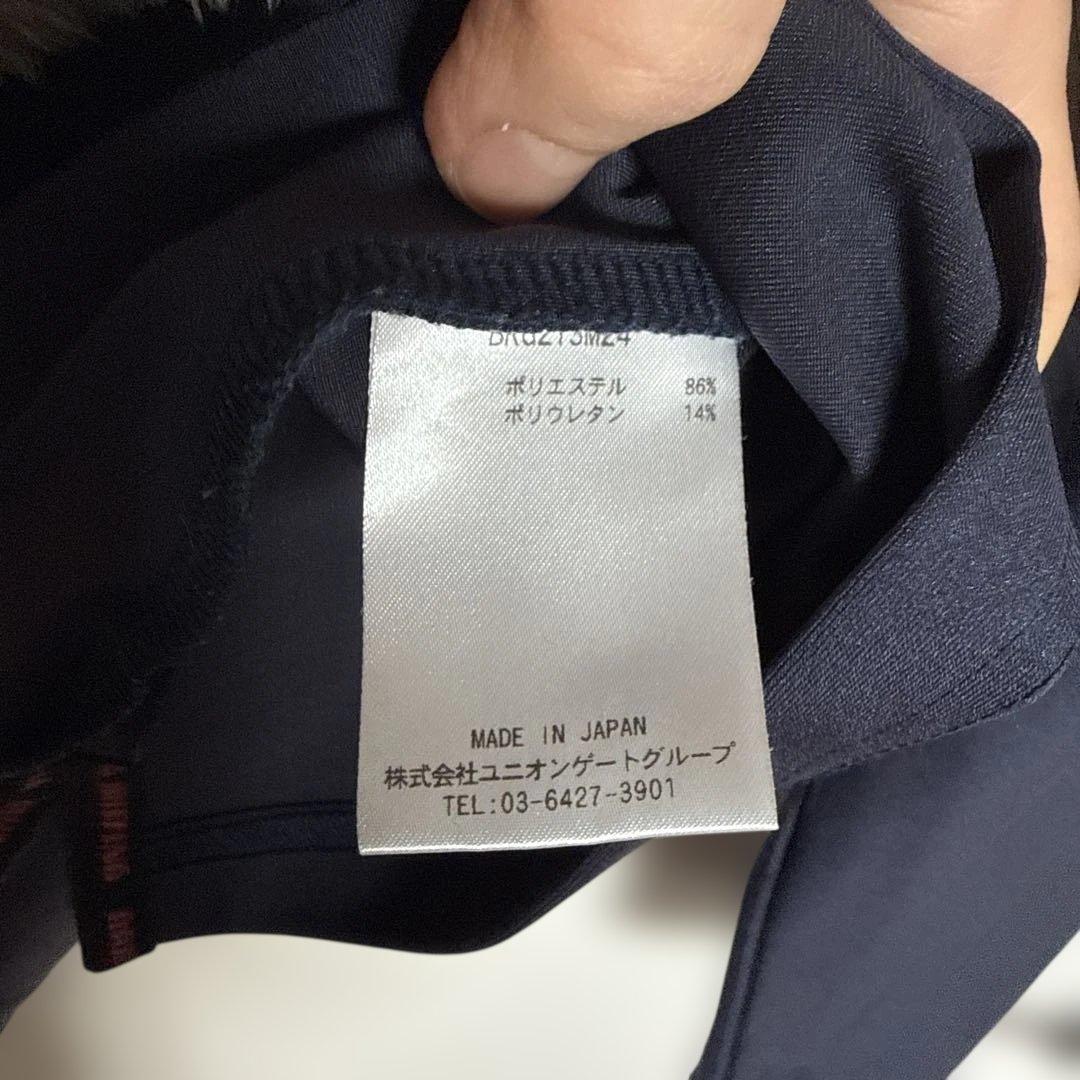 BRG213M24
ポリエステル 86%
ポリウレタン 14%
MADE IN JAPAN
株式会社ユニオンゲートグループ
TEL:03-6427-3901